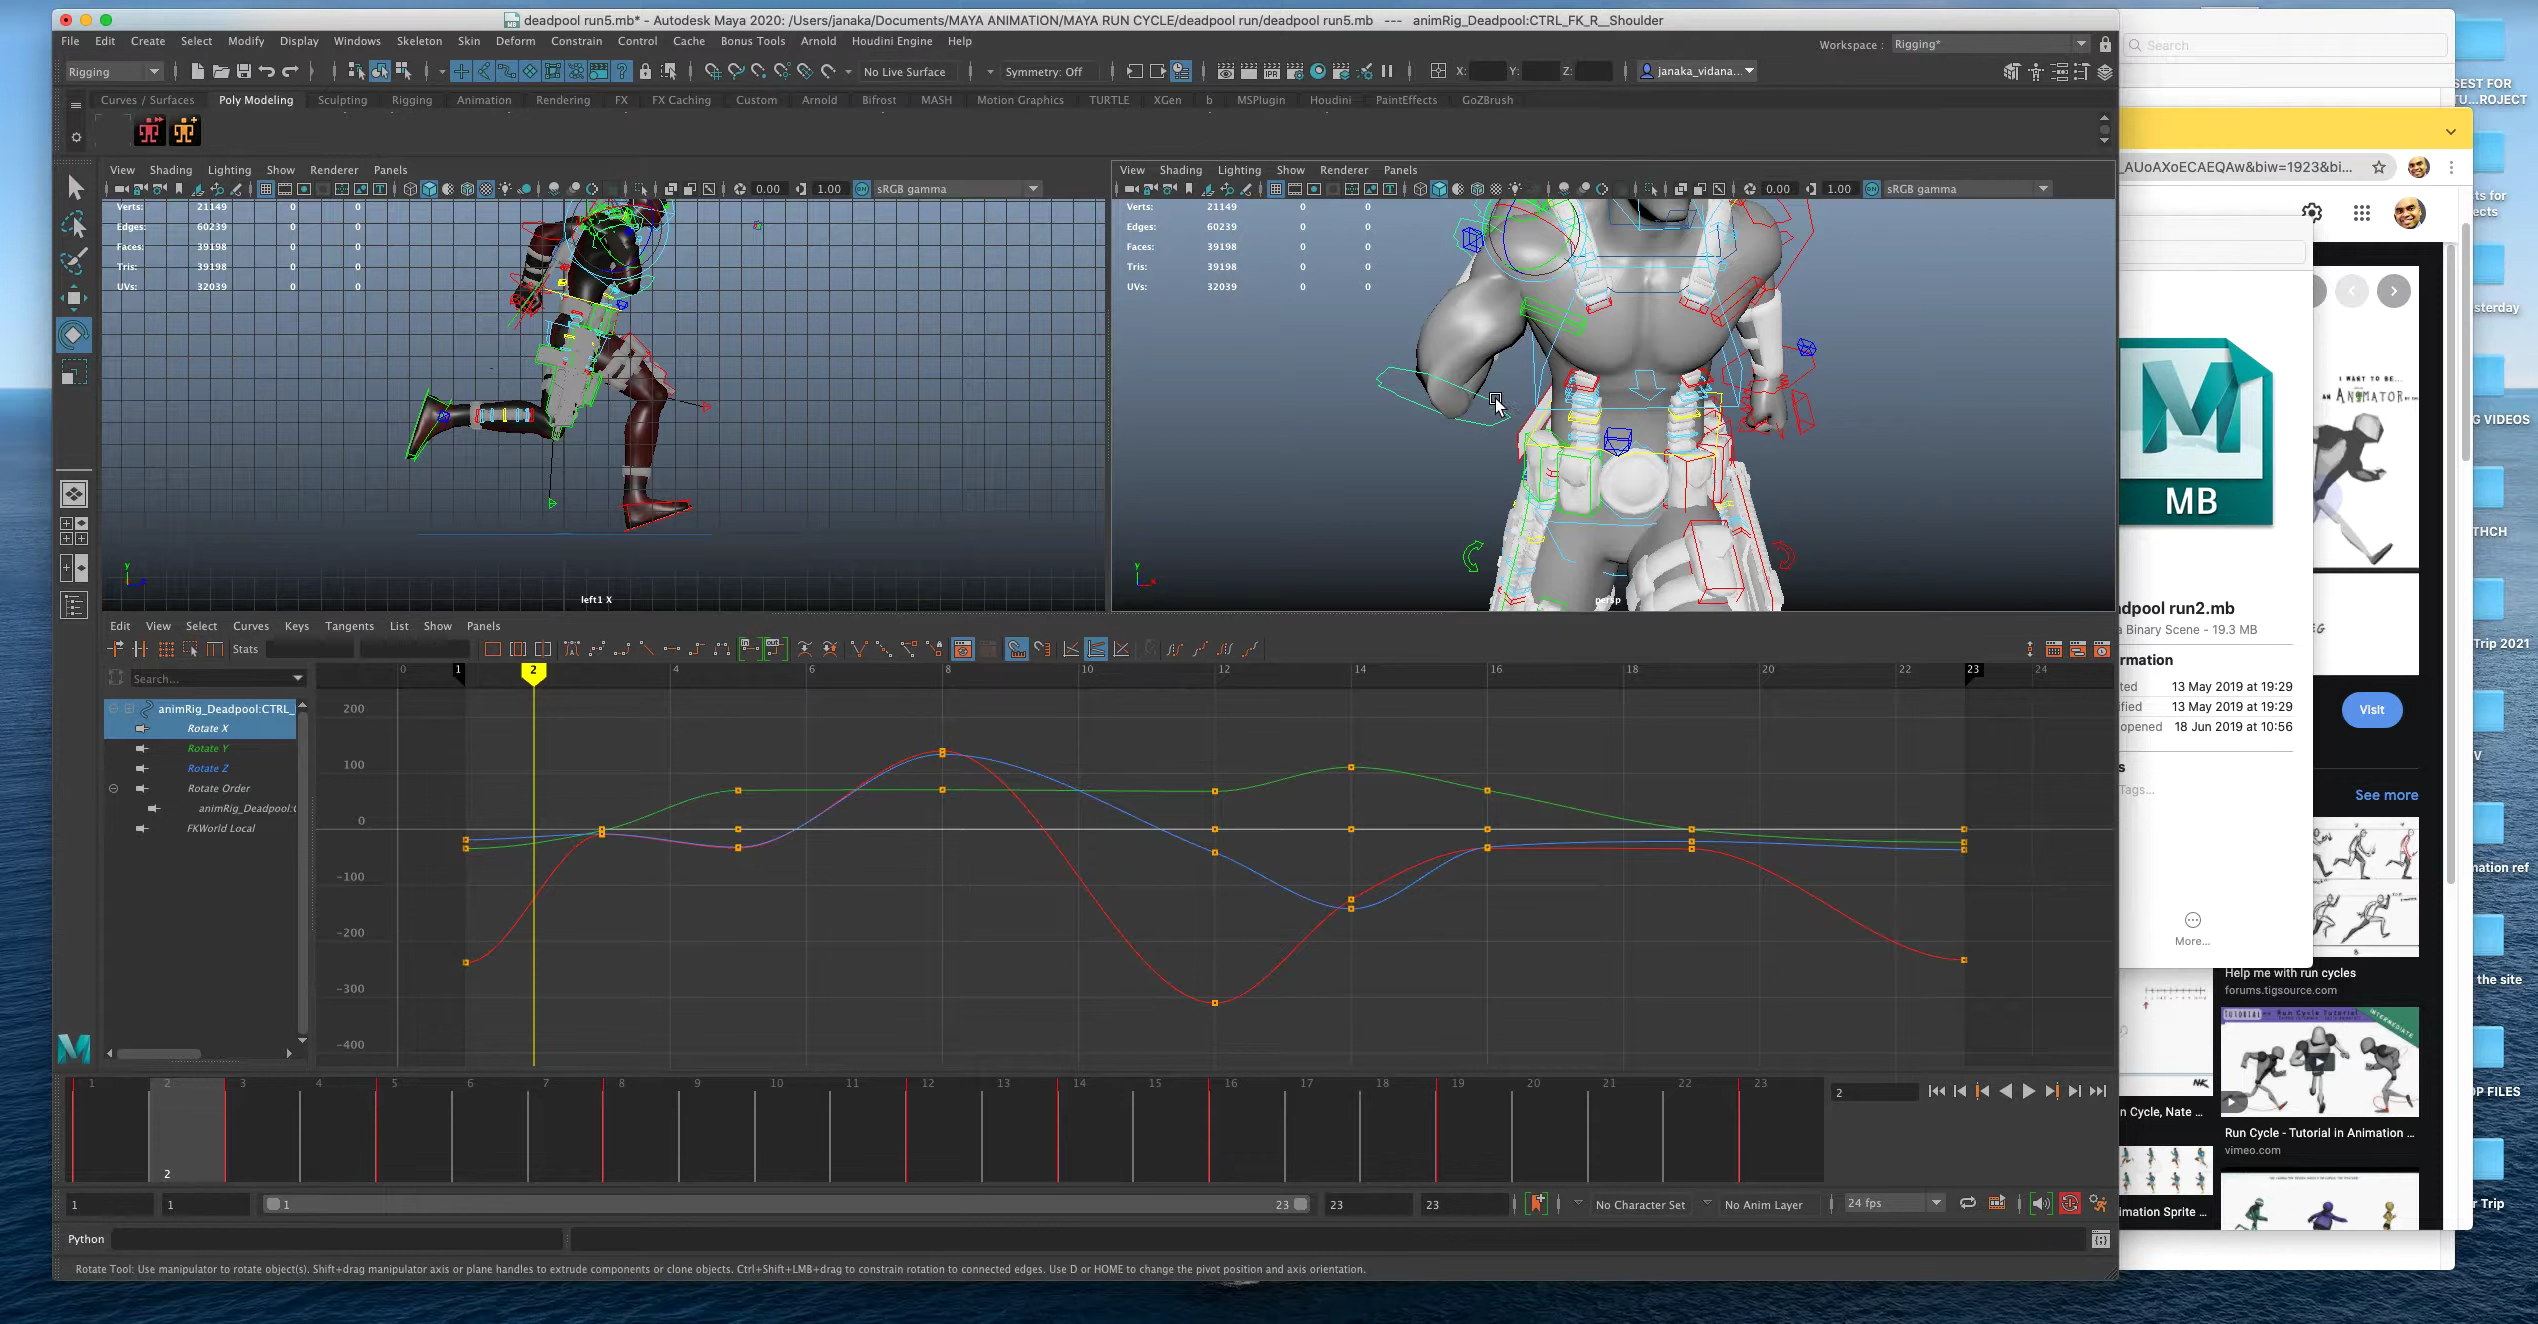 deadpool run5.mb* - Autodesk Maya 2020: /Users/janaka/Documents/MAYA ANIMATION/MAYA RUN CYCLE/deadpool run/deadpool run5.mb --- animRig_Deadpool:CTRL_FK_R__Shoulder
File Edit Create Select Modify Display Windows Skeleton Skin Deform Constrain Control Cache Bonus Tools Arnold Houdini Engine Help
Workspace : Rigging*
Search
Rigging No Live Surface Symmetry: Off X: Y: Z: janaka_vidana...
Curves / Surfaces Poly Modeling Sculpting Rigging Animation Rendering FX FX Caching Custom Arnold Bifrost MASH Motion Graphics TURTLE XGen b MSPlugin Houdini PaintEffects GoZBrush
View Shading Lighting Show Renderer Panels
0.00 1.00 sRGB gamma
Verts: 21149 0 0
Edges: 60239 0 0
Faces: 39198 0 0
Tris: 39198 0 0
UVs: 32039 0 0
y
left1 X
View Shading Lighting Show Renderer Panels
0.00 1.00 sRGB gamma
Verts: 21149 0 0
Edges: 60239 0 0
Faces: 39198 0 0
Tris: 39198 0 0
UVs: 32039 0 0
y
x
persp
Edit View Select Curves Keys Tangents List Show Panels
Stats
Search...
0 1 2 4 6 8 10 12 14 16 18 20 22 23 24
animRig_Deadpool:CTRL_
Rotate X
Rotate Y
Rotate Z
Rotate Order
animRig_Deadpool:(
FKWorld Local
200
100
0
-100
-200
-300
-400
1 2 3 4 5 6 7 8 9 10 11 12 13 14 15 16 17 18 19 20 21 22 23
2
2
1 1 1 23 23 23 No Character Set No Anim Layer 24 fps
Python
Rotate Tool: Use manipulator to rotate object(s). Shift+drag manipulator axis or plane handles to extrude components or clone objects. Ctrl+Shift+LMB+drag to constrain rotation to connected edges. Use D or HOME to change the pivot position and axis orientation.
_AUoAXoECAEQAw&biw=1923&bi...
MB
dpool run2.mb
Binary Scene - 19.3 MB
rmation
ted 13 May 2019 at 19:29
ified 13 May 2019 at 19:29
opened 18 Jun 2019 at 10:56
s
Tags...
More...
I WANT TO BE...
AN ANIMATOR
Visit
See more
Help me with run cycles
forums.tigsource.com
TUTORIAL Run Cycle Tutorial
INTERMEDIATE
n Cycle, Nate ...
Run Cycle - Tutorial in Animation ...
vimeo.com
imation Sprite ...
SEST FOR
TU...ROJECT
ts for
ects
sterday
G VIDEOS
THCH
Trip 2021
V
nation ref
the site
OP FILES
r Trip